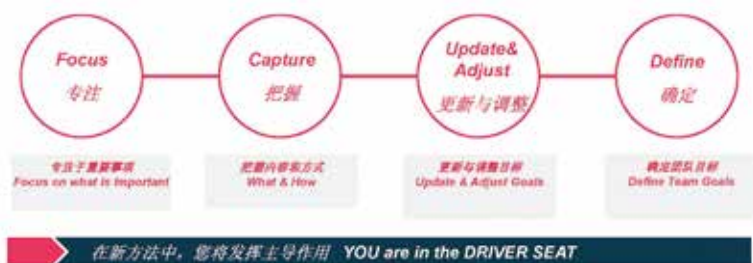 Focus
专注
Capture
把握
Update&
Adjust
更新与调整
Define
确定
专注于重要事项
Focus on what is Important
把握内容和方式
What & How
更新与调整目标
Update & Adjust Goals
确定团队目标
Define Team Goals
在新方法中，您将发挥主导作用 YOU are in the DRIVER SEAT